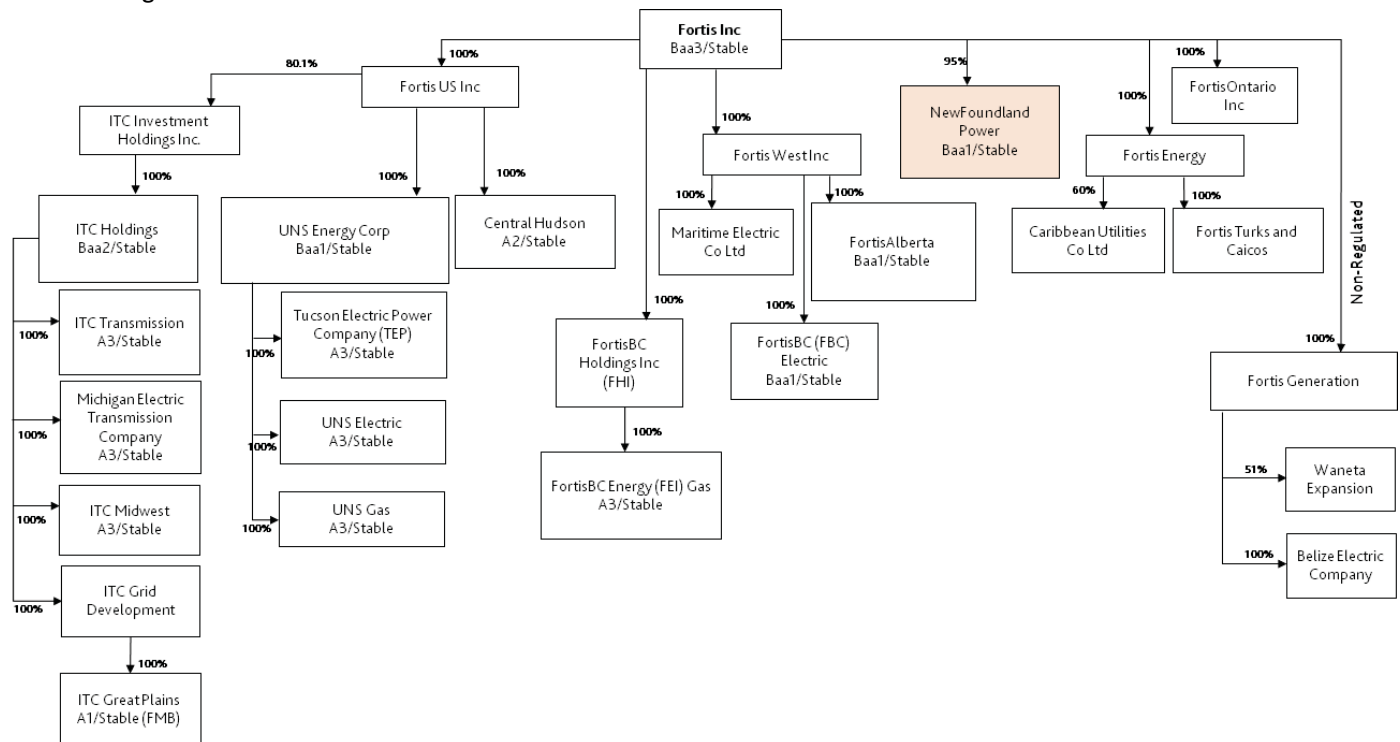 Fortis Inc
Baa3/Stable
100%
80.1%
Fortis US Inc
ITC Investment
Holdings Inc.
100%
ITC Holdings
Baa2/Stable
100%
ITC Transmission
A3/Stable
100%
Michigan Electric
Transmission
Company
A3/Stable
100%
ITC Midwest
A3/Stable
100%
ITC Grid
Development
100%
ITC Great Plains
A1/Stable (FMB)
100%
UNS Energy Corp
Baa1/Stable
100%
Central Hudson
A2/Stable
100%
Tucson Electric Power
Company (TEP)
A3/Stable
100%
UNS Electric
A3/Stable
100%
UNS Gas
A3/Stable
100%
FortisBC
Holdings Inc
(FHI)
100%
FortisBC Energy (FEI) Gas
A3/Stable
100%
Fortis West Inc
100%
Maritime Electric
Co Ltd
100%
FortisAlberta
Baa1/Stable
100%
FortisBC (FBC)
Electric
Baa1/Stable
95%
NewFoundland
Power
Baa1/Stable
100%
Fortis Energy
60%
Caribbean Utilities
Co Ltd
100%
Fortis Turks and
Caicos
100%
FortisOntario
Inc
Non-Regulated
100%
Fortis Generation
51%
Waneta
Expansion
100%
Belize Electric
Company